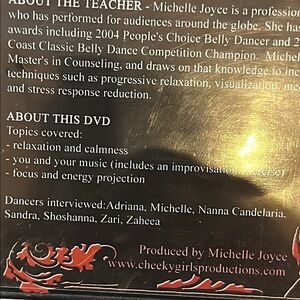 ABOUT THE TEACHER - Michelle Joyce is a profession
who has performed for audiences around the globe. She has
awards including 2004 People's Choice Belly Dancer and 2
Coast Classic Belly Dance Competition Champion. Michel
Master's in Counseling, and draws on that knowledge to inc
techniques such as progressive relaxation, visualization, me
and stress response reduction.
ABOUT THIS DVD
Topics covered:
- relaxation and calmness
- you and your music (includes an improvisation exercise)
- focus and energy projection
Dancers interviewed:Adriana, Michelle, Nanna Candelaria,
Sandra, Shoshanna, Zari, Zaheea
Produced by Michelle Joyce
www.cheekygirlsproductions.com